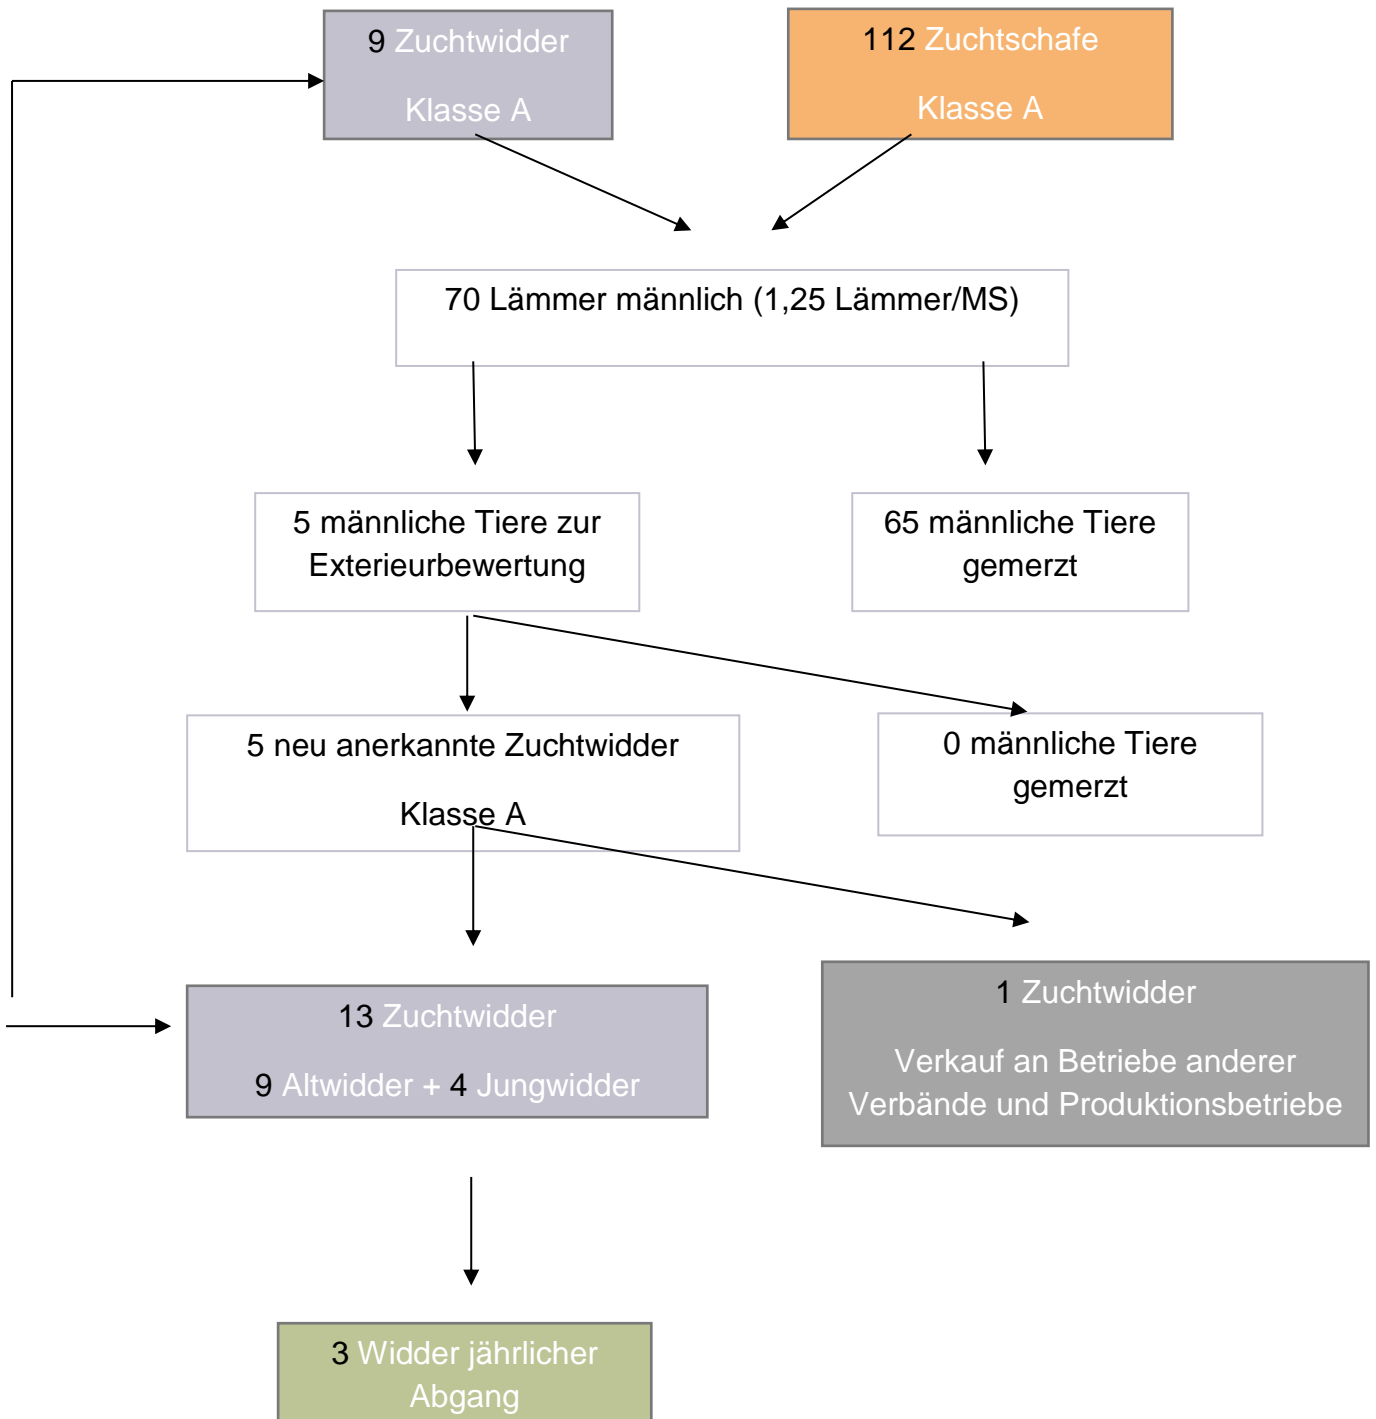 9 Zuchtwidder
Klasse A
112 Zuchtschafe
Klasse A
70 Lämmer männlich (1,25 Lämmer/MS)
5 männliche Tiere zur
Exterieurbewertung
65 männliche Tiere
gemerzt
5 neu anerkannte Zuchtwidder
Klasse A
0 männliche Tiere
gemerzt
13 Zuchtwidder
9 Altwidder + 4 Jungwidder
1 Zuchtwidder
Verkauf an Betriebe anderer
Verbände und Produktionsbetriebe
3 Widder jährlicher
Abgang